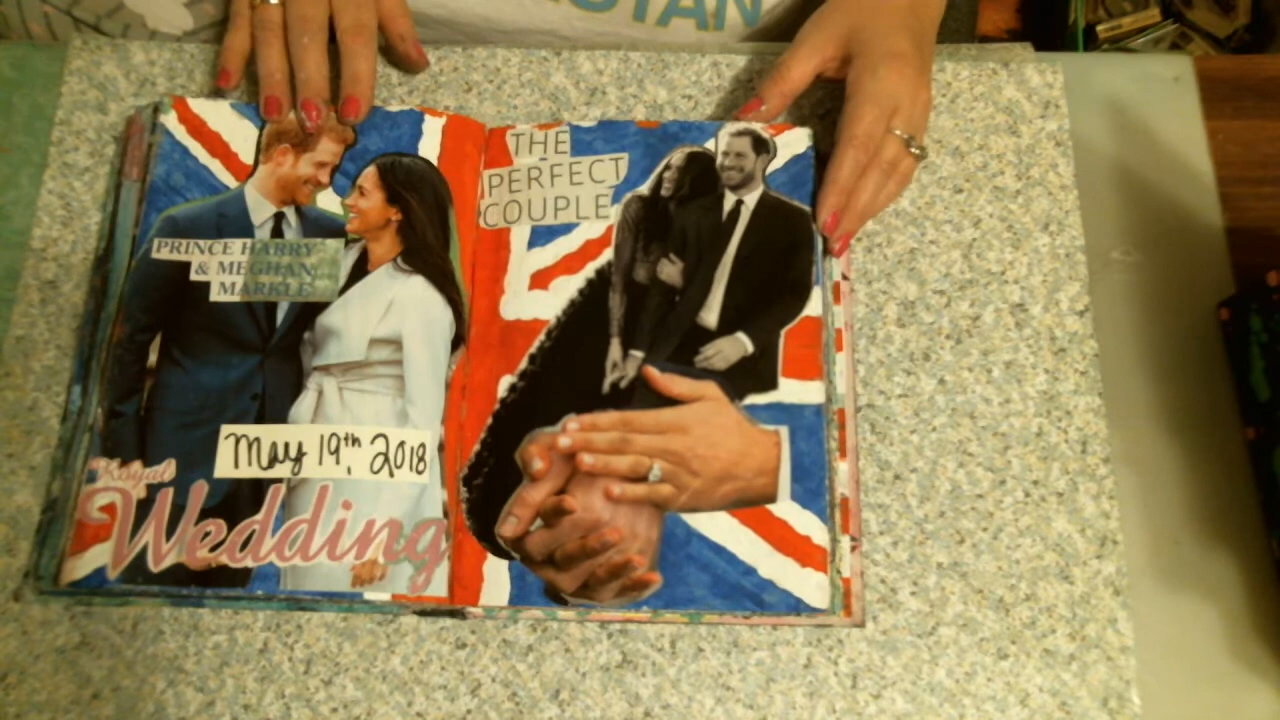 PRINCE HARRY
& MEGHAN
MARKLE
May 19th, 2018
Royal
Wedding
THE
PERFECT
COUPLE